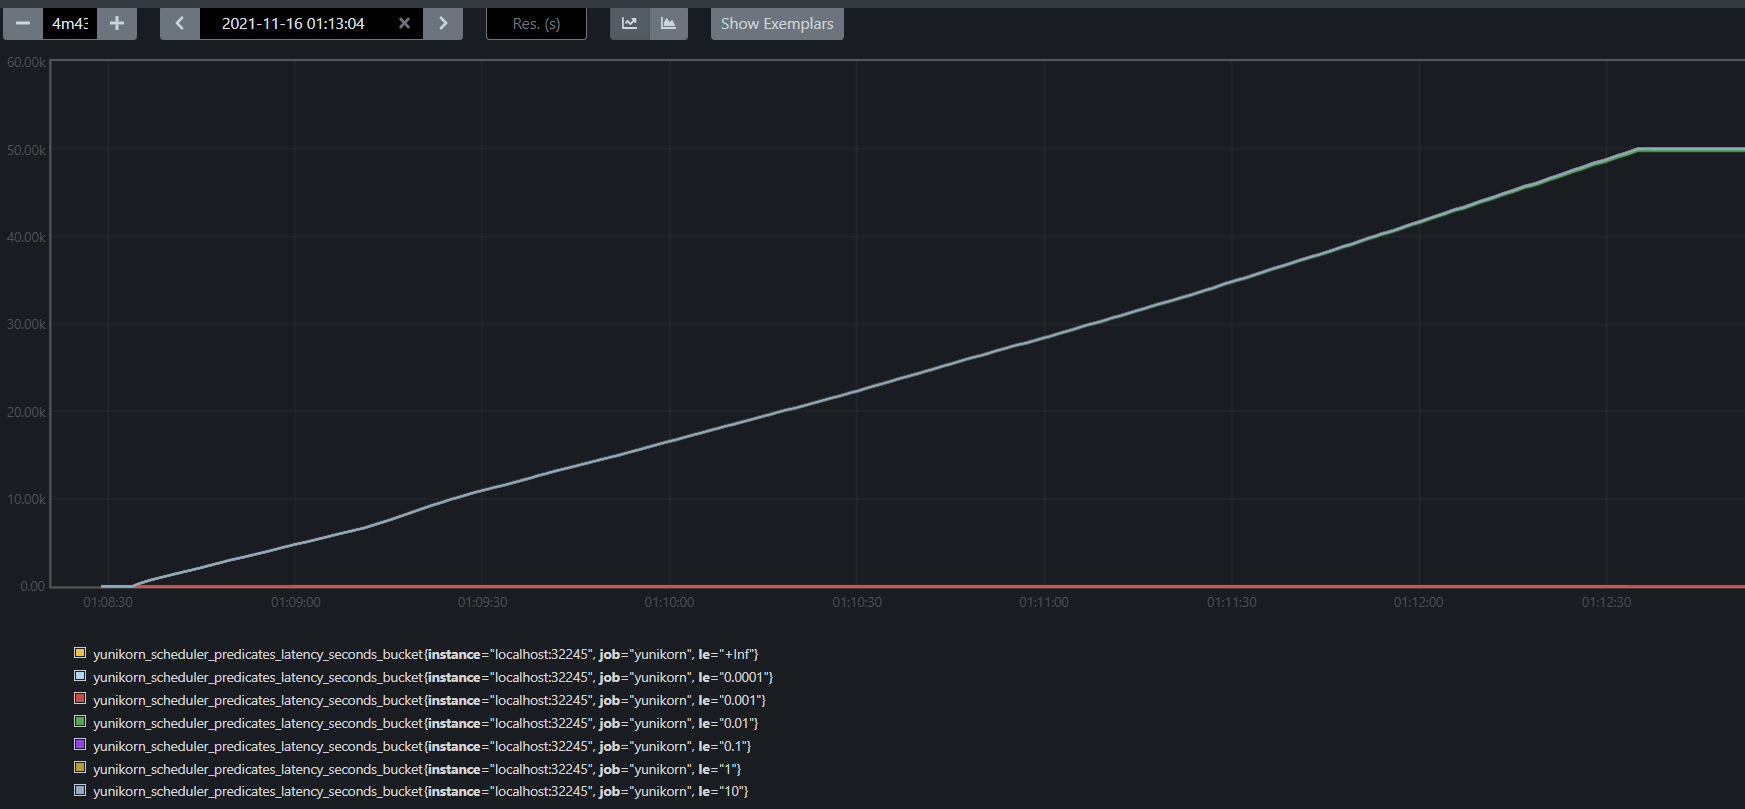 4m43 2021-11-16 01:13:04 Res. (s) Show Exemplars
60.00k
50.00k
40.00k
30.00k
20.00k
10.00k
0.00
01:08:30 01:09:00 01:09:30 01:10:00 01:10:30 01:11:00 01:11:30 01:12:00 01:12:30
yunikorn_scheduler_predicates_latency_seconds_bucket{instance="localhost:32245", job="yunikorn", le="+Inf"}
yunikorn_scheduler_predicates_latency_seconds_bucket{instance="localhost:32245", job="yunikorn", le="0.0001"}
yunikorn_scheduler_predicates_latency_seconds_bucket{instance="localhost:32245", job="yunikorn", le="0.001"}
yunikorn_scheduler_predicates_latency_seconds_bucket{instance="localhost:32245", job="yunikorn", le="0.01"}
yunikorn_scheduler_predicates_latency_seconds_bucket{instance="localhost:32245", job="yunikorn", le="0.1"}
yunikorn_scheduler_predicates_latency_seconds_bucket{instance="localhost:32245", job="yunikorn", le="1"}
yunikorn_scheduler_predicates_latency_seconds_bucket{instance="localhost:32245", job="yunikorn", le="10"}